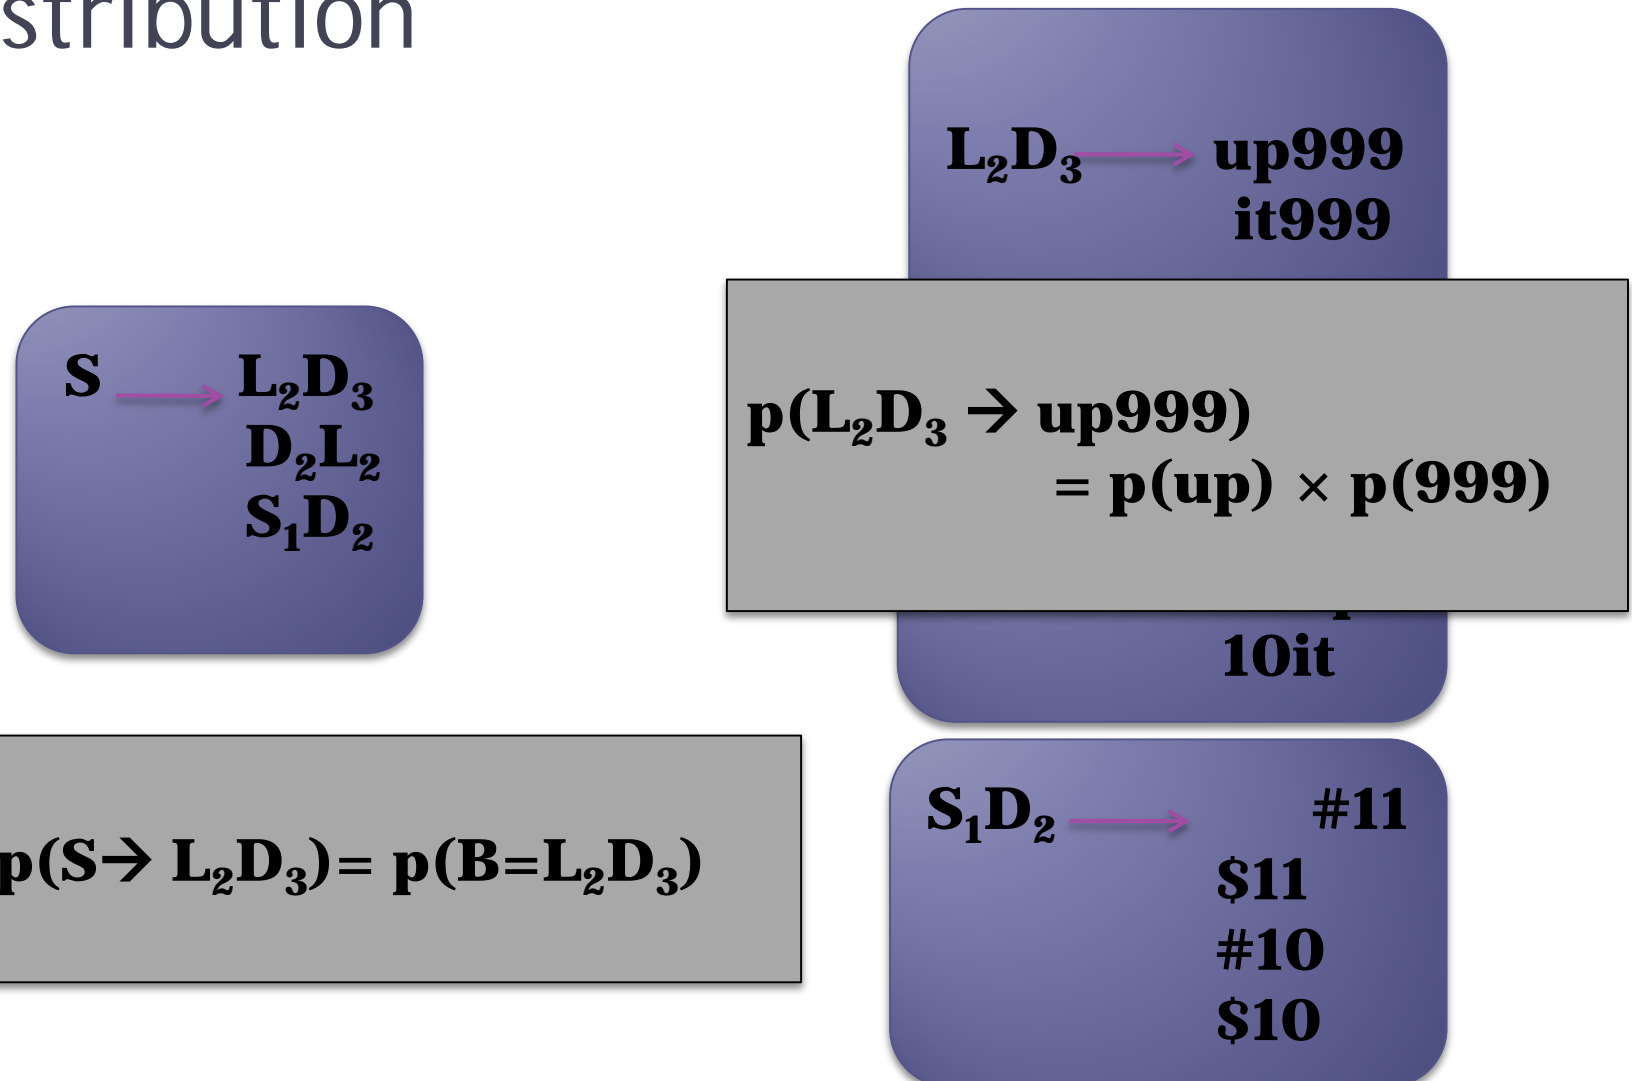 stribution
L₂D₃ → up999
it999
S → L₂D₃
D₂L₂
S₁D₂
p(L₂D₃ → up999)
= p(up) × p(999)
10it
p(S→ L₂D₃)= p(B=L₂D₃)
S₁D₂ → #11
$11
#10
$10